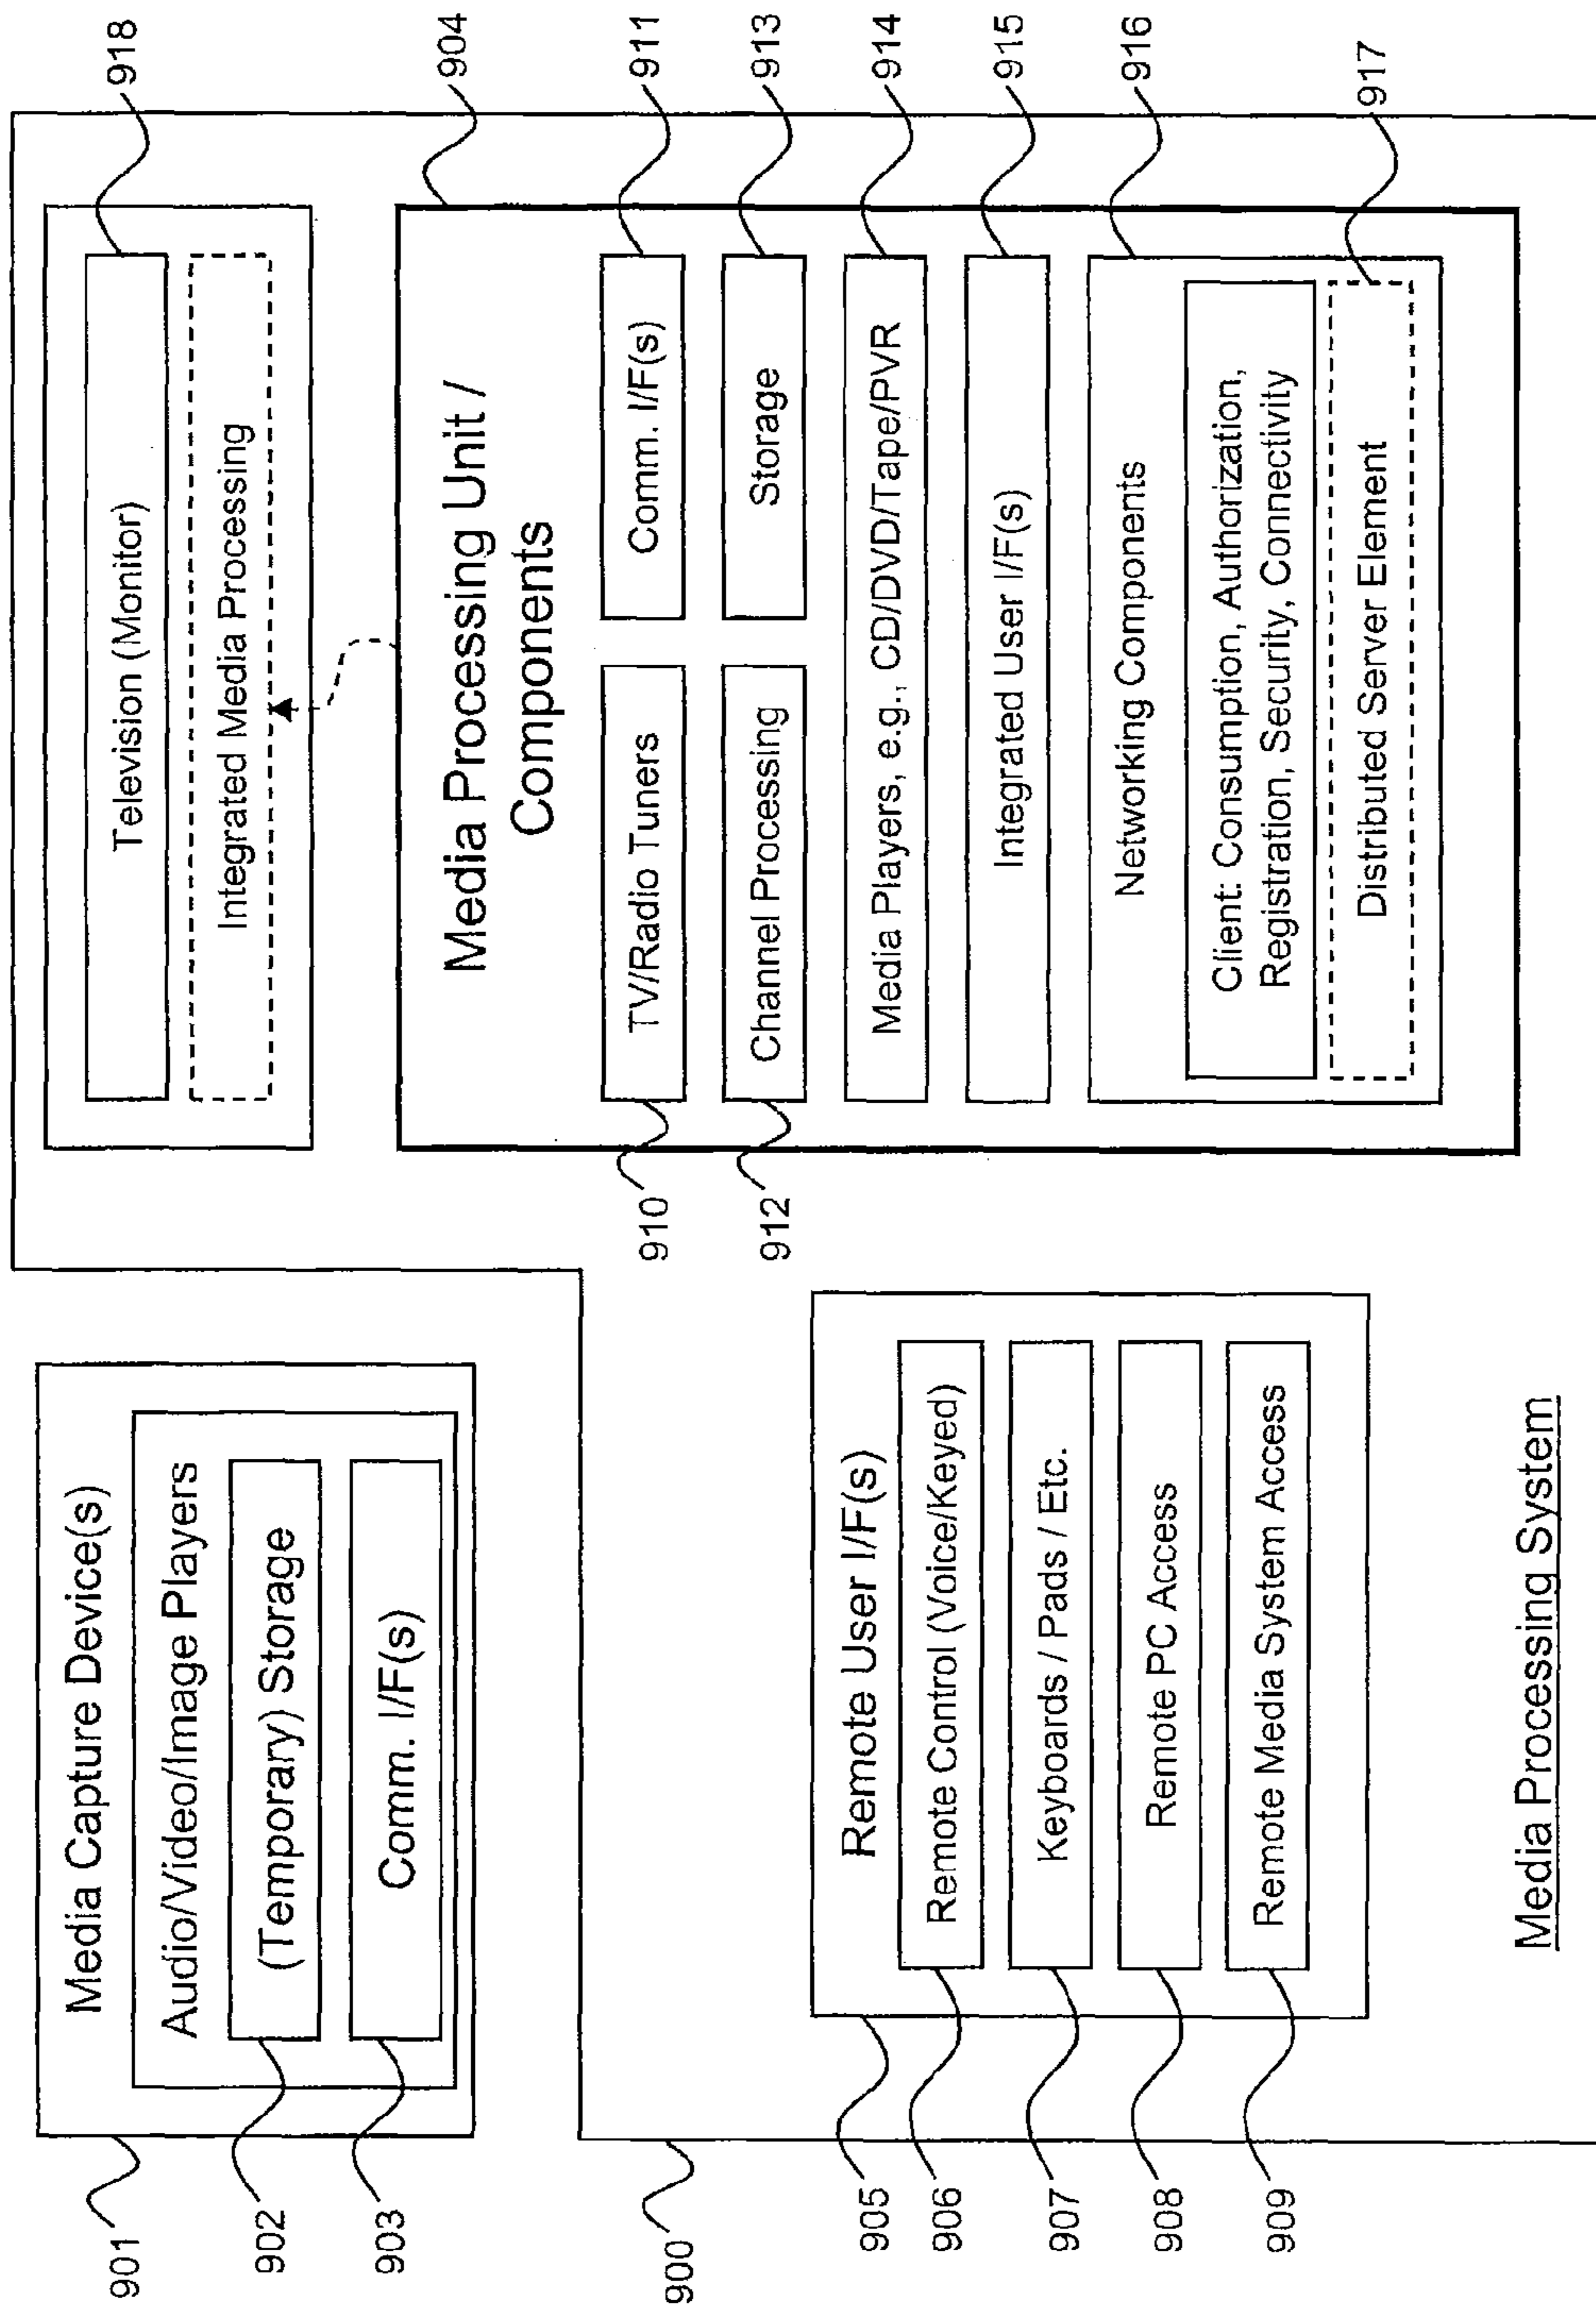 Media Capture Device(s)
Audio/Video/Image Players
(Temporary) Storage
Comm. I/F(s)
901
902
903
900
Remote User I/F(s)
Remote Control (Voice/Keyed)
Keyboards / Pads / Etc.
Remote PC Access
Remote Media System Access
905
906
907
908
909
Television (Monitor)
Integrated Media Processing
918
Media Processing Unit /
Components
904
TV/Radio Tuners
Comm. I/F(s)
910
911
Channel Processing
Storage
912
913
Media Players, e.g., CD/DVD/Tape/PVR
914
Integrated User I/F(s)
915
Networking Components
916
Client: Consumption, Authorization,
Registration, Security, Connectivity
Distributed Server Element
917
Media Processing System